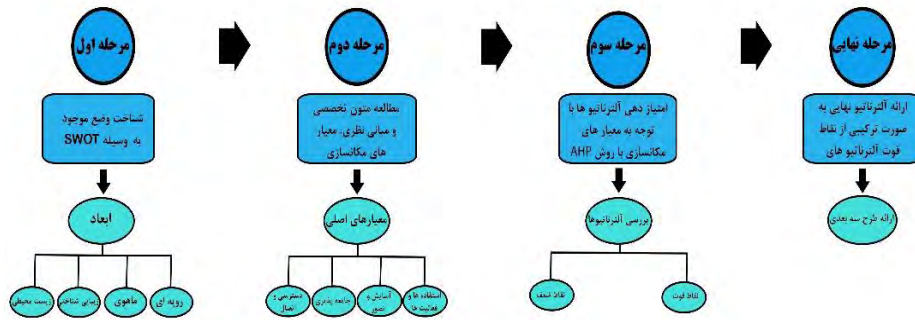 مرحله اول
مرحله دوم
مرحله سوم
مرحله نهایی
شناخت وضع موجود
به وسیله SWOT
مطالعه متون تخصصی
و مبانی نظری، معیار
های مکانسازی
امتیاز دهی آلترناتیو ها با
توجه به معیار های
مکانسازی با روش AHP
ارائه آلترناتیو نهایی به
صورت ترکیبی از نقاط
قوت آلترناتیو های
ابعاد
معیارهای اصلی
بررسی آلترناتیوها
ارائه طرح سه بعدی
رویه ای
ماهوی
زیبایی شناختی
زیست محیطی
استفاده ها و
فعالیت ها
آسایش و
تصور
جامعه پذیری
دسترسی و
اتصال
نقاط قوت
نقاط ضعف